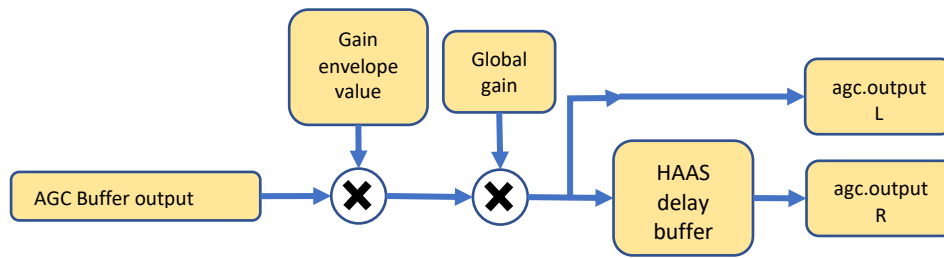 Gain
envelope
value
Global
gain
agc.output
L
AGC Buffer output
HAAS
delay
buffer
agc.output
R